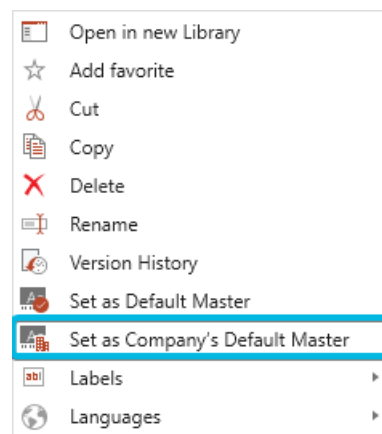 Open in new Library
Add favorite
Cut
Copy
Delete
Rename
Version History
Set as Default Master
Set as Company's Default Master
abl Labels
Languages